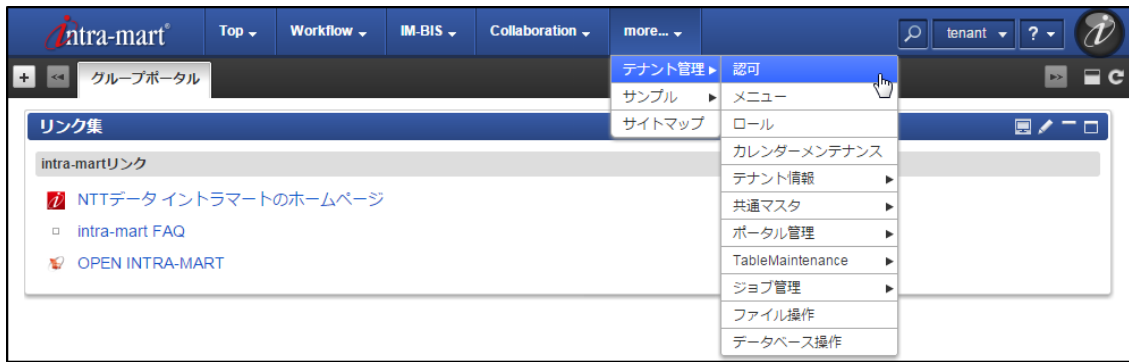 intra-mart® Top Workflow IM-BIS Collaboration more... tenant ?
グループポータル
テナント管理
サンプル
サイトマップ
認可
メニュー
ロール
カレンダーメンテナンス
テナント情報
共通マスタ
ポータル管理
TableMaintenance
ジョブ管理
ファイル操作
データベース操作
リンク集
intra-martリンク
NTTデータ イントラマートのホームページ
intra-mart FAQ
OPEN INTRA-MART